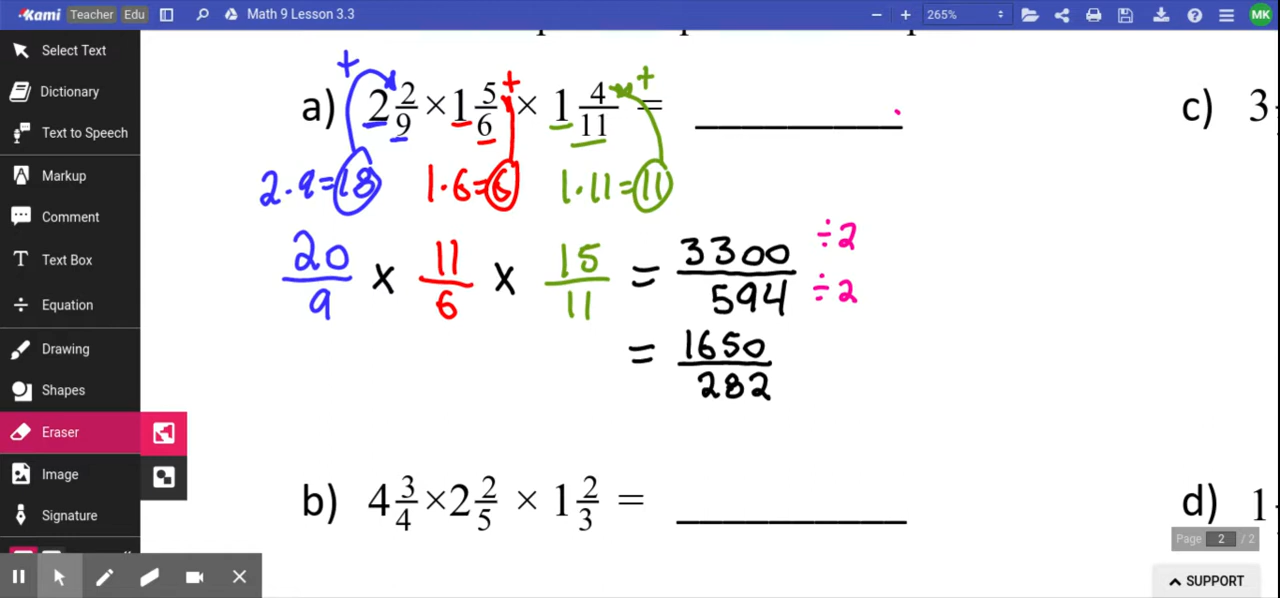 Kami Teacher Edu Math 9 Lesson 3.3 − + 265% MK
Select Text
Dictionary
Text to Speech
Markup
Comment
Text Box
Equation
Drawing
Shapes
Eraser
Image
Signature
+ + +
a) 2 2/9 × 1 5/6 × 1 4/11 = __________
c) 3
2·9=18 1·6=6 1·11=11
20/9 x 11/6 x 15/11 = 3300/594 ÷2 ÷2
= 1650/282
b) 4 3/4 × 2 2/5 × 1 2/3 = __________
d) 1
Page 2 / 2
SUPPORT